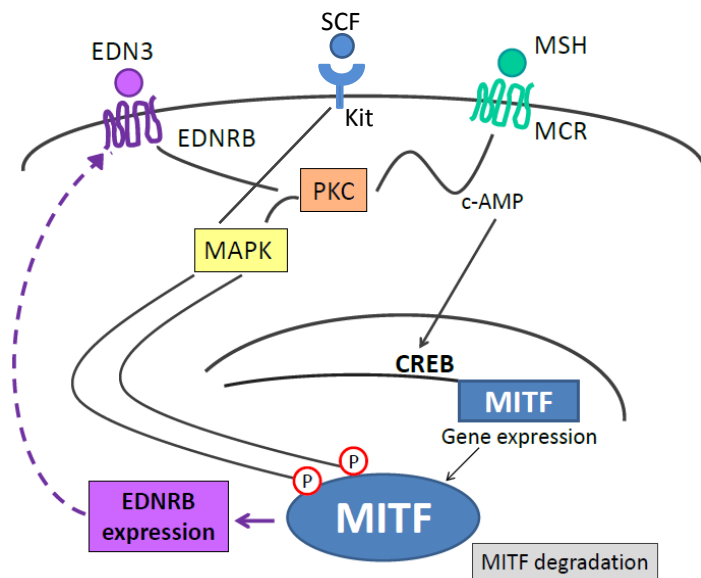 SCF
EDN3
MSH
Kit
EDNRB
MCR
PKC
c-AMP
MAPK
CREB
MITF
Gene expression
P
P
MITF
EDNRB
expression
MITF degradation